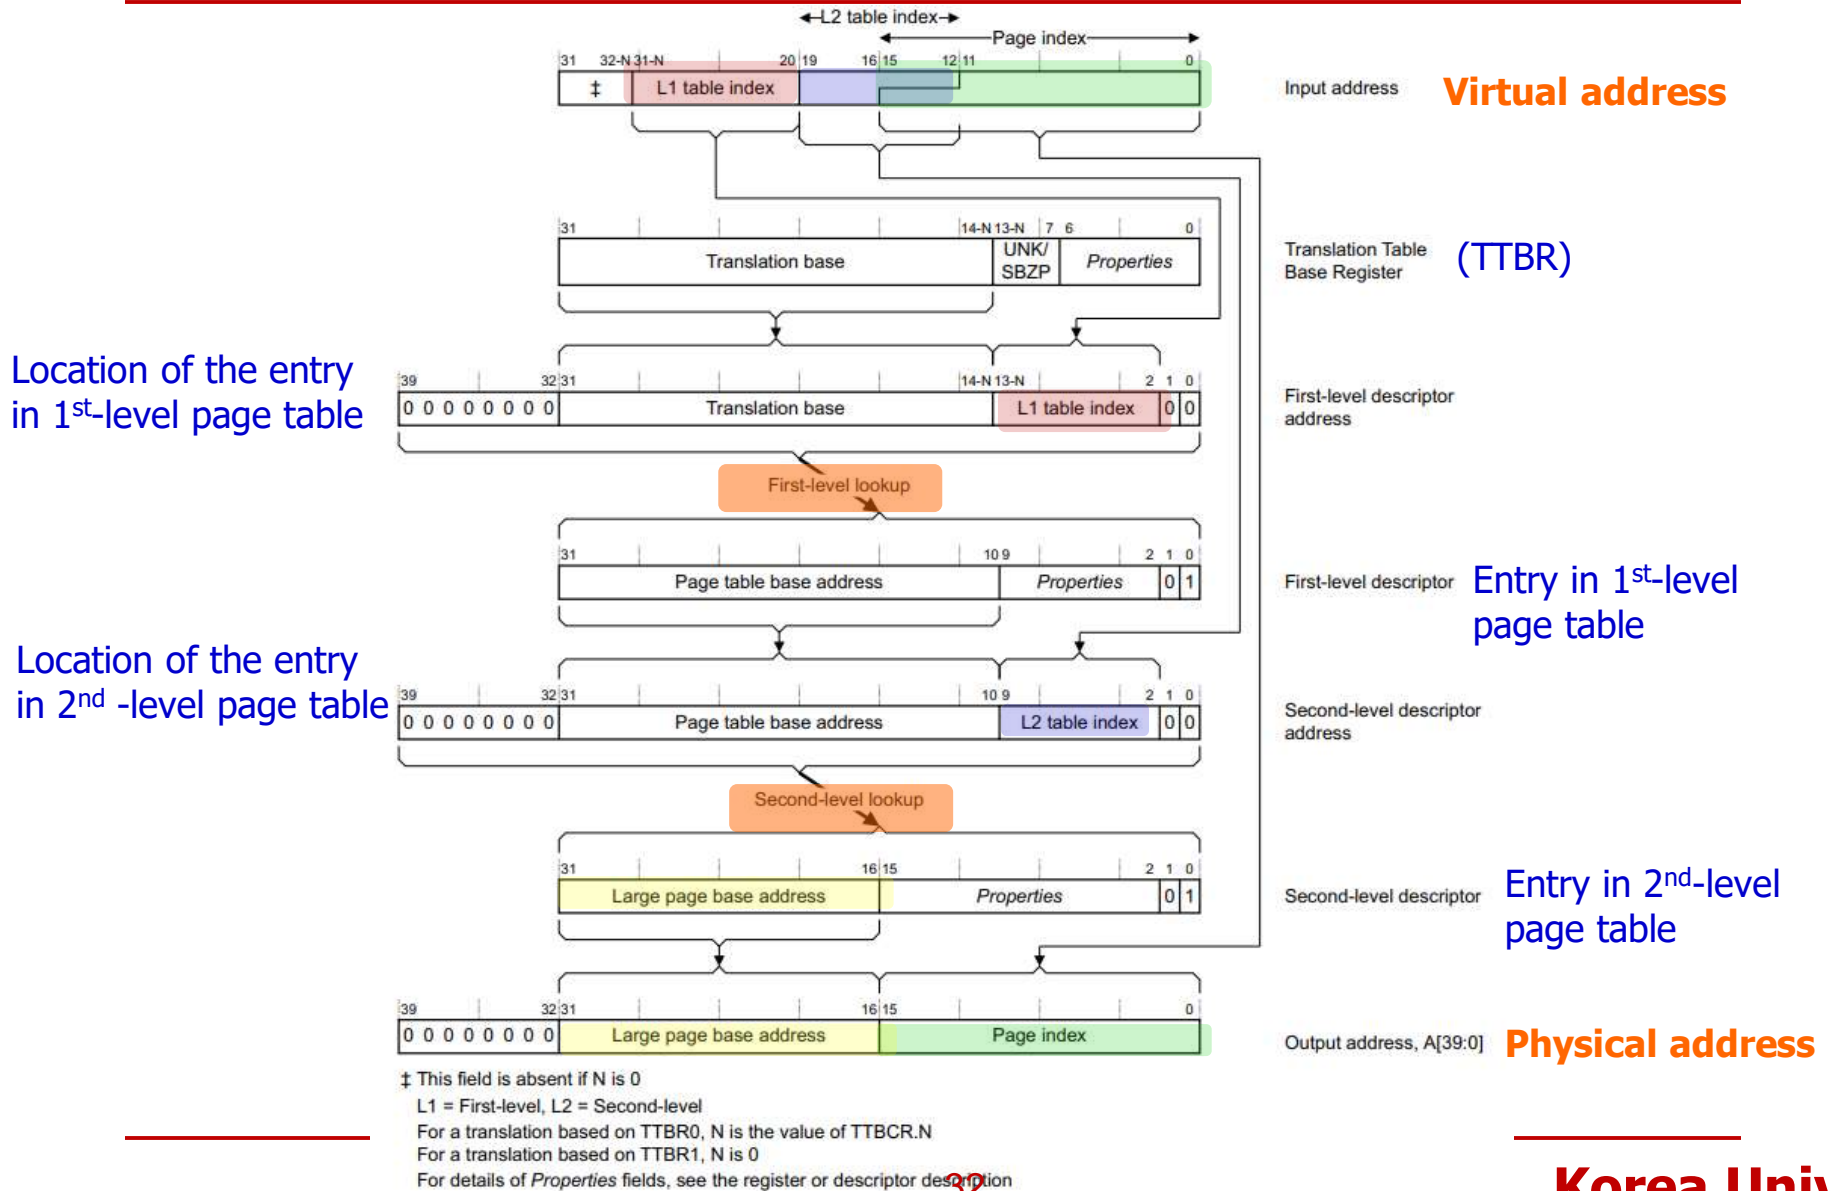 L2 table index
Page index
31 32-N 31-N 20 19 16 15 12 11 0
‡ L1 table index
Input address Virtual address
31 14-N 13-N 7 6 0
Translation base UNK/ SBZP Properties
Translation Table
Base Register (TTBR)
Location of the entry
in 1st-level page table
39 32 31 14-N 13-N 2 1 0
0 0 0 0 0 0 0 0 Translation base L1 table index 0 0
First-level descriptor
address
First-level lookup
31 10 9 2 1 0
Page table base address Properties 0 1
First-level descriptor
Entry in 1st-level
page table
Location of the entry
in 2nd -level page table
39 32 31 10 9 2 1 0
0 0 0 0 0 0 0 0 Page table base address L2 table index 0 0
Second-level descriptor
address
Second-level lookup
31 16 15 2 1 0
Large page base address Properties 0 1
Second-level descriptor
Entry in 2nd-level
page table
39 32 31 16 15 0
0 0 0 0 0 0 0 0 Large page base address Page index
Output address, A[39:0] Physical address
‡ This field is absent if N is 0
L1 = First-level, L2 = Second-level
For a translation based on TTBR0, N is the value of TTBCR.N
For a translation based on TTBR1, N is 0
For details of Properties fields, see the register or descriptor description
32
Korea Univ